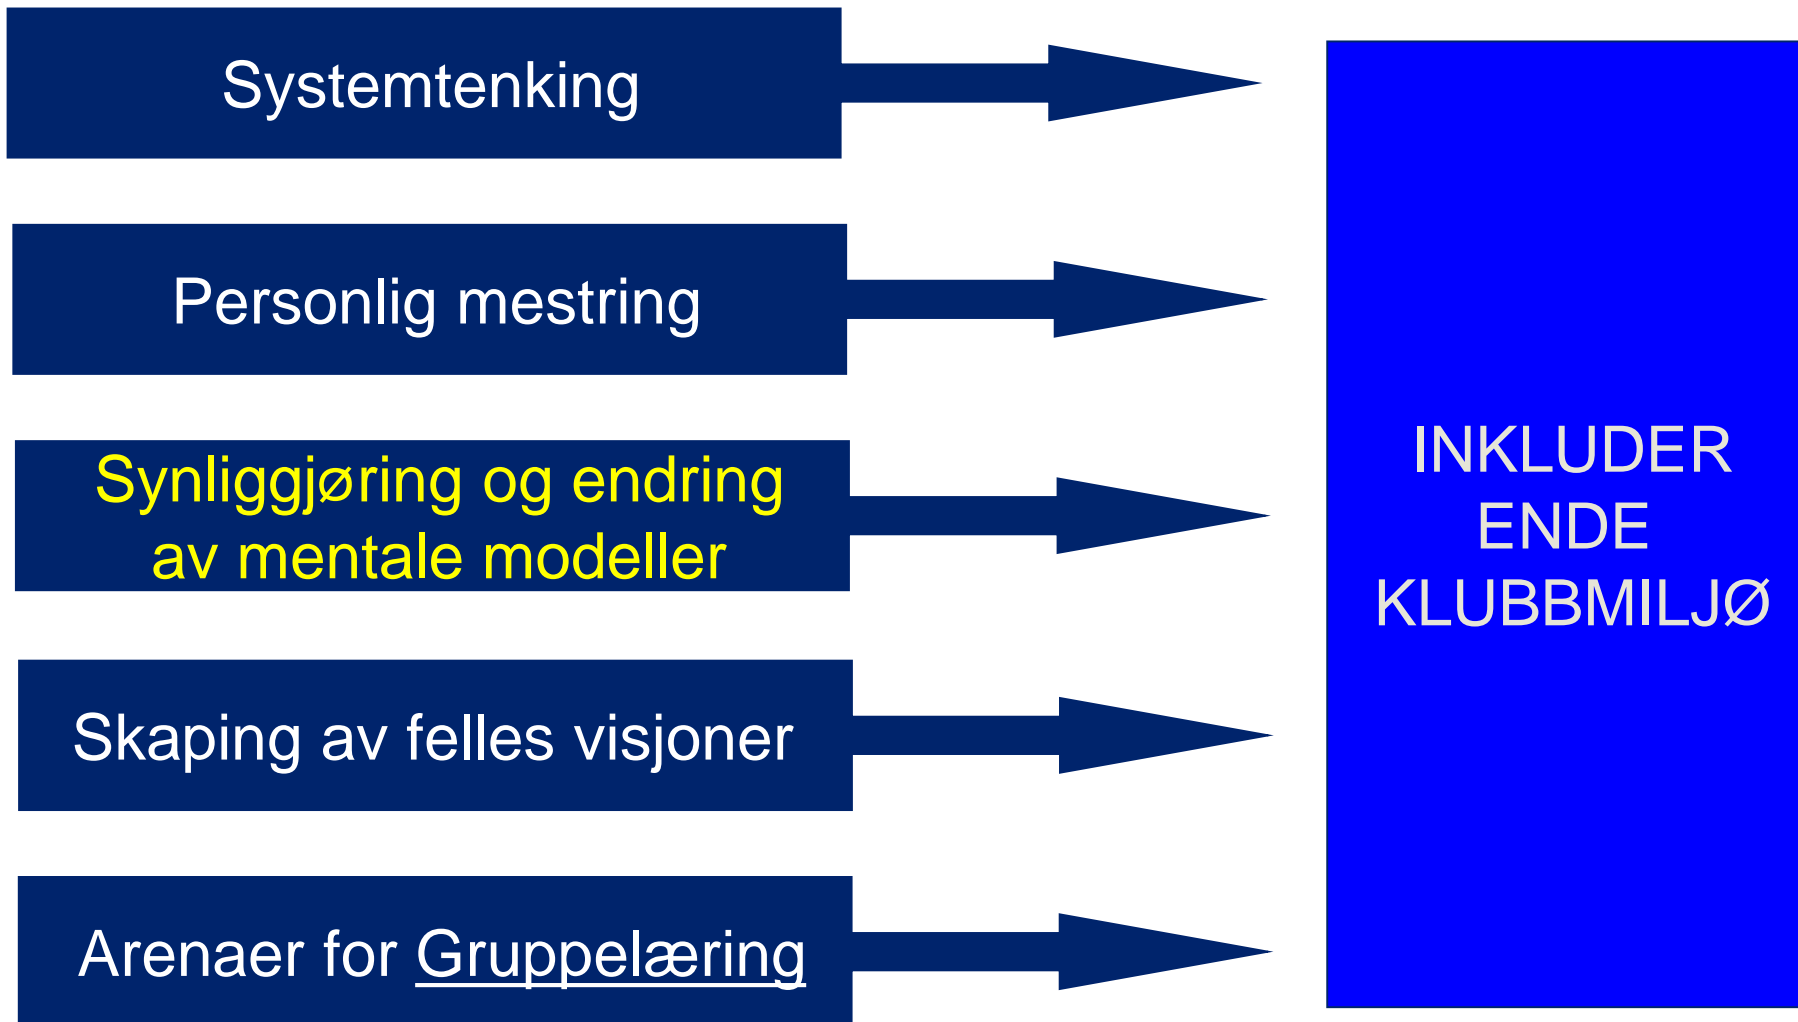 Systemtenking
Personlig mestring
Synliggjøring og endring
av mentale modeller
Skaping av felles visjoner
Arenaer for Gruppelæring
INKLUDER
ENDE
KLUBBMILJØ